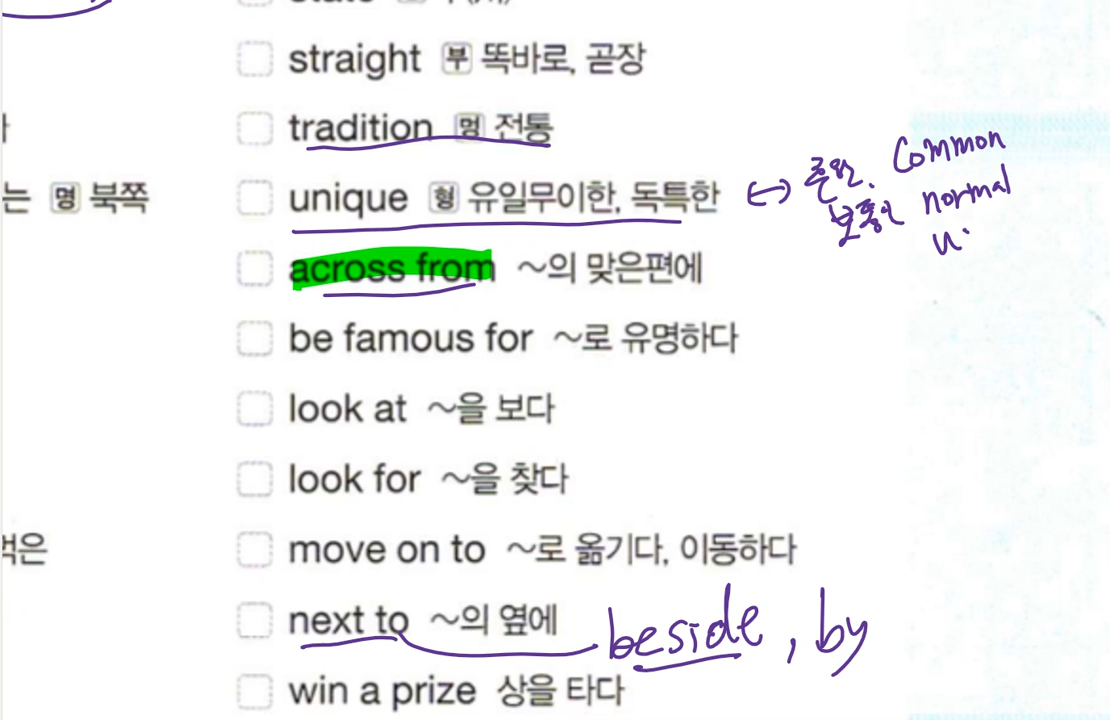 straight 부 똑바로, 곧장
tradition 명 전통
는 명 북쪽
unique 형 유일무이한, 독특한 ↔ 흔한, common
보통의 normal
across from ~의 맞은편에
be famous for ~로 유명하다
look at ~을 보다
look for ~을 찾다
먹은
move on to ~로 옮기다, 이동하다
next to ~의 옆에 beside, by
win a prize 상을 타다